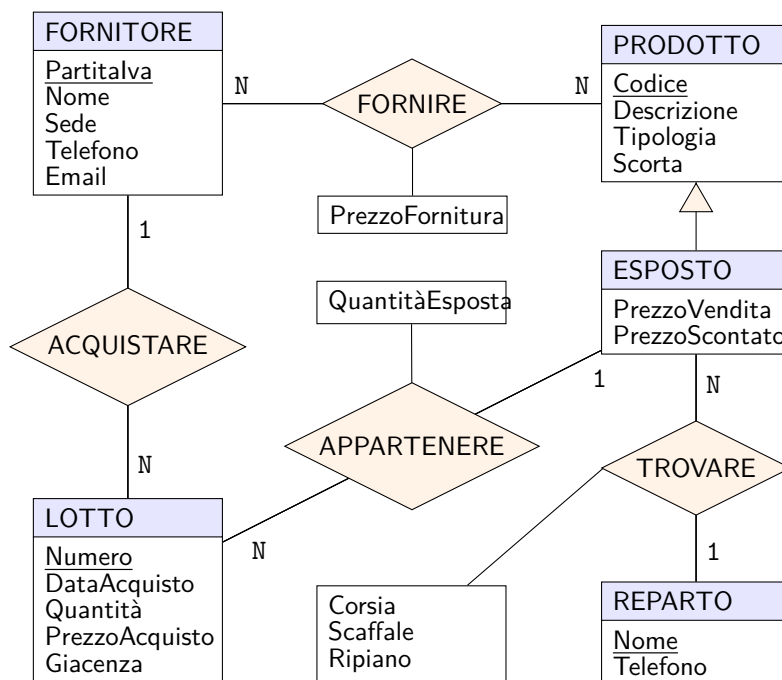 FORNITORE
PartitaIva
Nome
Sede
Telefono
Email
N
FORNIRE
N
PRODOTTO
Codice
Descrizione
Tipologia
Scorta
PrezzoFornitura
1
QuantitàEsposta
ESPOSTO
PrezzoVendita
PrezzoScontato
ACQUISTARE
1
N
APPARTENERE
TROVARE
N
N
1
LOTTO
Numero
DataAcquisto
Quantità
PrezzoAcquisto
Giacenza
Corsia
Scaffale
Ripiano
REPARTO
Nome
Telefono